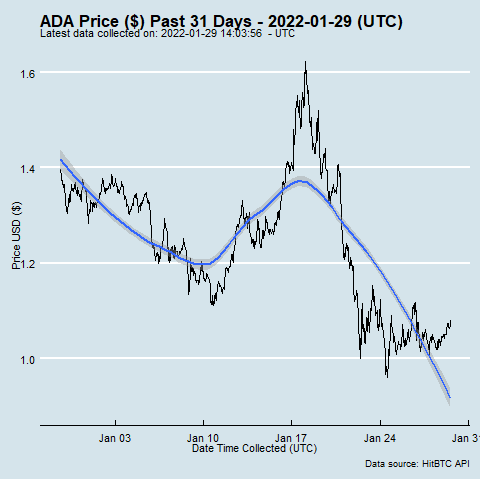 ADA Price ($) Past 31 Days - 2022-01-29 (UTC)
Latest data collected on: 2022-01-29 14:03:56 - UTC
1.6
1.4
1.2
1.0
Price USD ($)
Jan 03 Jan 10 Jan 17 Jan 24 Jan 31
Date Time Collected (UTC)
Data source: HitBTC API